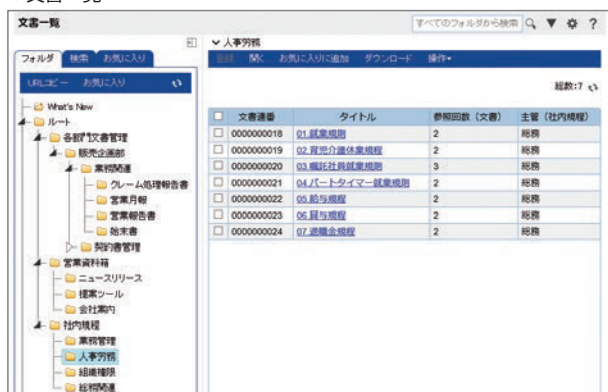 文書一覧
すべてのフォルダから検索
フォルダ 検索 お気に入り
URLコピー お気に入り
What's New
ルート
各部門文書管理
販売企画部
業務関連
クレーム処理報告書
営業月報
営業報告書
始末書
契約書管理
営業資料箱
ニュースリリース
提案ツール
会社案内
社内規程
業務管理
人事労務
組織権限
総務関連
人事労務
登録 開く お気に入りに追加 ダウンロード 操作
総数:7
文書連番 タイトル 参照回数（文書） 主管（社内規程）
0000000018 01.就業規則 2 総務
0000000019 02.育児介護休業規程 2 総務
0000000020 03.嘱託社員就業規則 3 総務
0000000021 04.パートタイマー就業規則 2 総務
0000000022 05.給与規程 2 総務
0000000023 06.賞与規程 2 総務
0000000024 07.退職金規程 2 総務